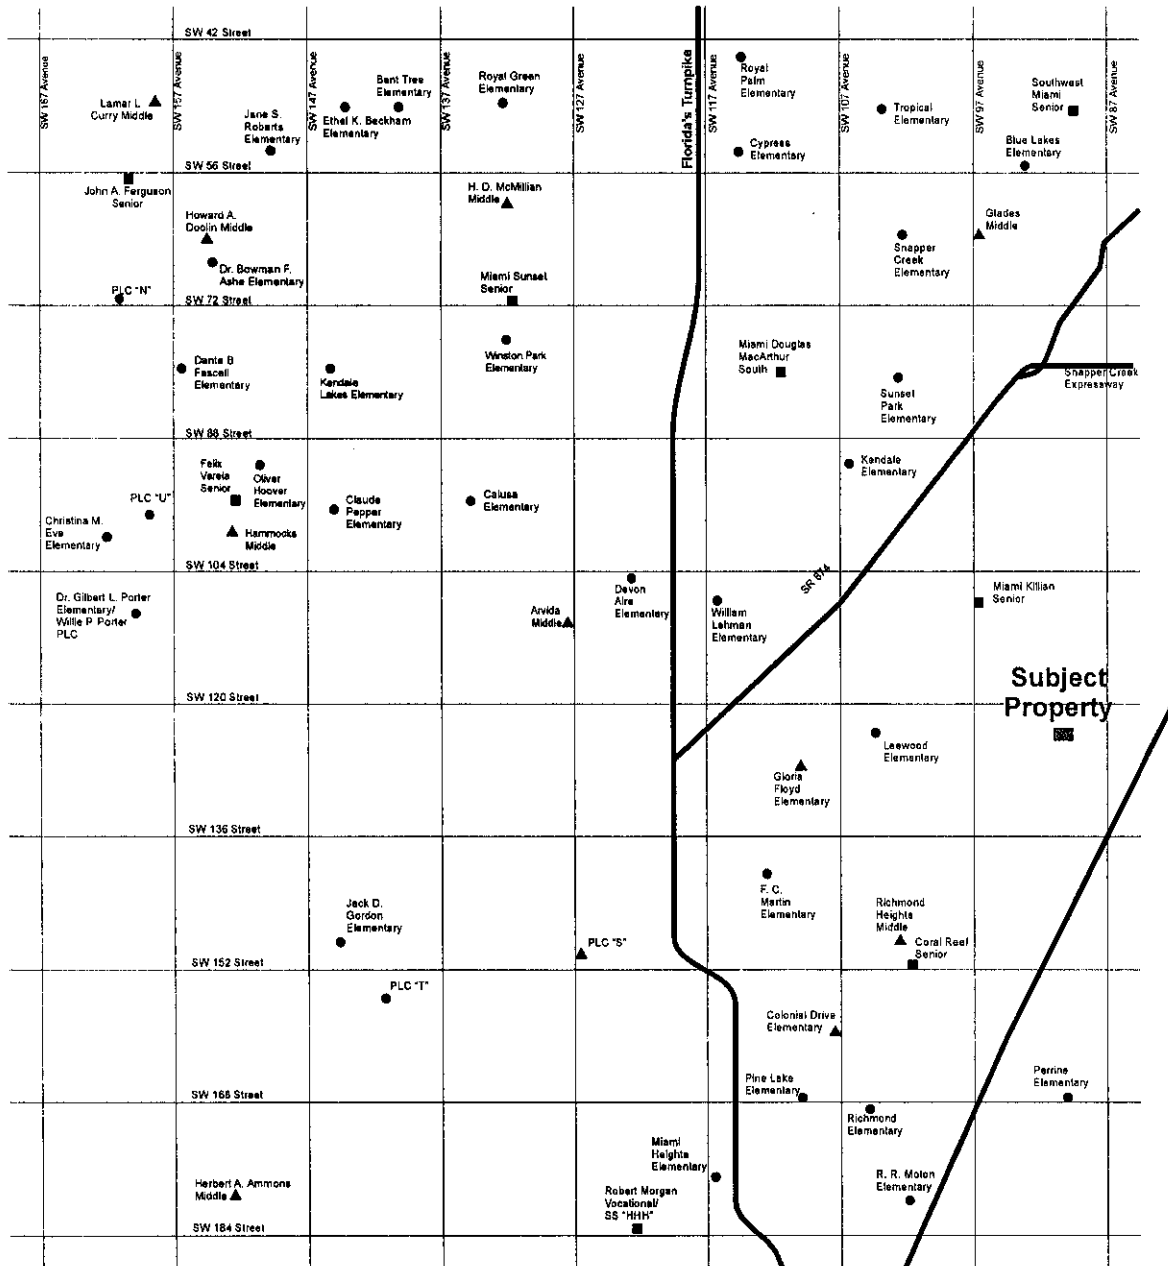 SW 42 Street
SW 167 Avenue
SW 157 Avenue
SW 147 Avenue
SW 137 Avenue
SW 127 Avenue
Florida's Turnpike
SW 117 Avenue
SW 107 Avenue
SW 97 Avenue
SW 87 Avenue
Lamar L
Curry Middle
Jane S.
Roberts
Elementary
Ethel K. Beckham
Elementary
Bent Tree
Elementary
Royal Green
Elementary
Royal
Palm
Elementary
Cypress
Elementary
Tropical
Elementary
Southwest
Miami
Senior
Blue Lakes
Elementary
SW 56 Street
John A. Ferguson
Senior
Howard A.
Doolin Middle
Dr. Bowman F.
Ashe Elementary
PLC "N"
H. D. McMillian
Middle
Miami Sunset
Senior
Snapper
Creek
Elementary
Glades
Middle
SW 72 Street
Dante B
Fascell
Elementary
Kendale
Lakes Elementary
Winston Park
Elementary
Miami Douglas
MacArthur
South
Sunset
Park
Elementary
Snapper Creek
Expressway
SW 88 Street
Felix
Varela
Senior
Oliver
Hoover
Elementary
PLC "U"
Christina M.
Eve
Elementary
Hammocks
Middle
Claude
Pepper
Elementary
Calusa
Elementary
Kendale
Elementary
SW 104 Street
Dr. Gilbert L. Porter
Elementary/
Willie P. Porter
PLC
Arvida
Middle
Devon
Aire
Elementary
William
Lehman
Elementary
SR 874
Miami Killian
Senior
SW 120 Street
Subject
Property
Leewood
Elementary
Gloria
Floyd
Elementary
SW 136 Street
Jack D.
Gordon
Elementary
PLC "S"
F. C.
Martin
Elementary
Richmond
Heights
Middle
Coral Reef
Senior
SW 152 Street
PLC "T"
Colonial Drive
Elementary
Pine Lake
Elementary
Richmond
Elementary
Perrine
Elementary
SW 168 Street
Herbert A. Ammons
Middle
Miami
Heights
Elementary
Robert Morgan
Vocational/
SS "HHH"
R. R. Moton
Elementary
SW 184 Street